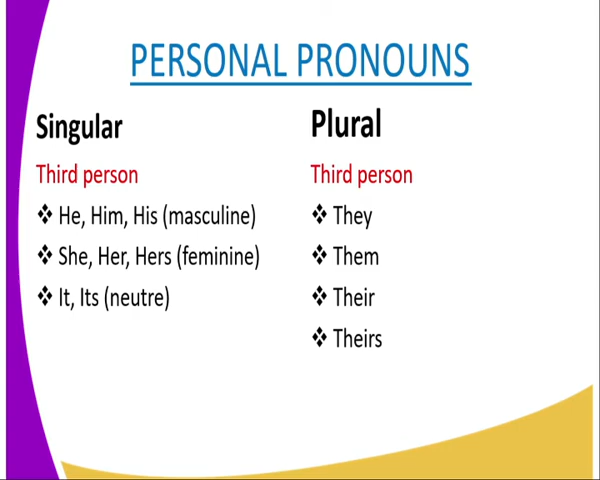 PERSONAL PRONOUNS
Singular
Third person
❖ He, Him, His (masculine)
❖ She, Her, Hers (feminine)
❖ It, Its (neutre)
Plural
Third person
❖ They
❖ Them
❖ Their
❖ Theirs